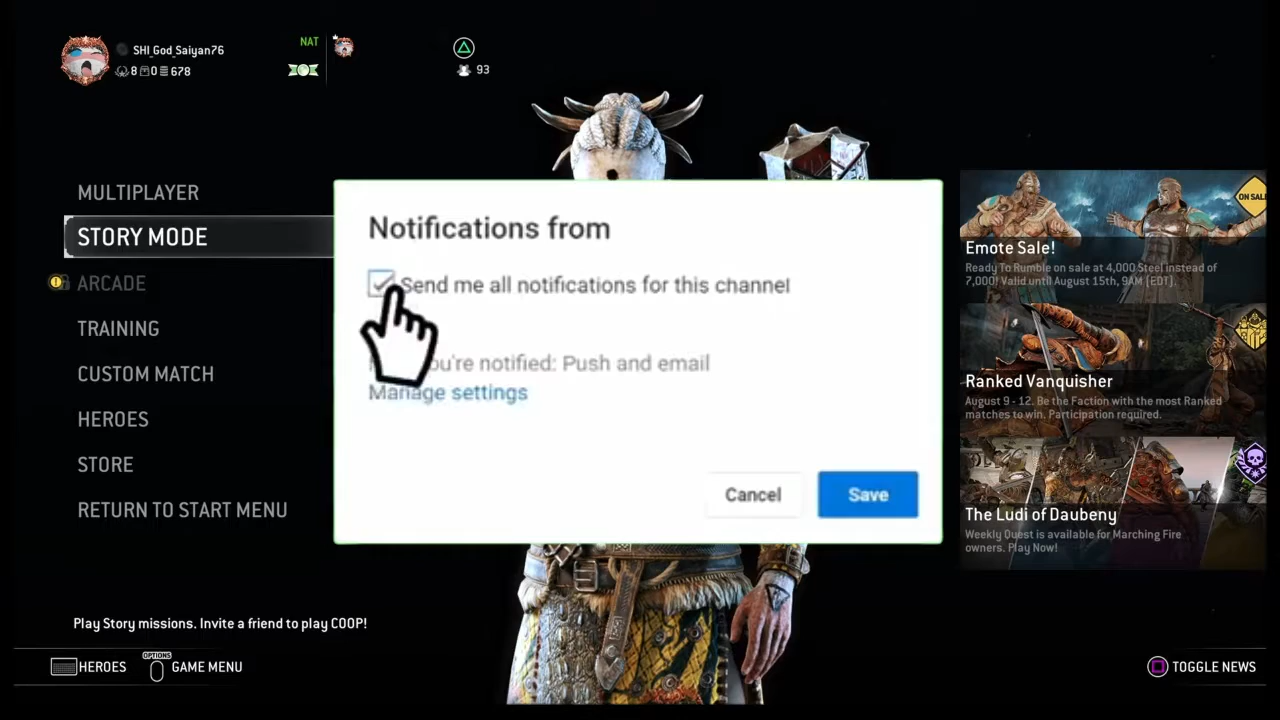 SHI_God_Saiyan76
8 0 678
NAT
93
MULTIPLAYER
STORY MODE
ARCADE
TRAINING
CUSTOM MATCH
HEROES
STORE
RETURN TO START MENU
Notifications from
Send me all notifications for this channel
you're notified: Push and email
Manage settings
Cancel
Save
ON SALE
Emote Sale!
Ready To Rumble on sale at 4,000 Steel instead of
7,000! Valid until August 15th, 9AM (EDT).
Ranked Vanquisher
August 9 - 12. Be the Faction with the most Ranked
matches to win. Participation required.
The Ludi of Daubeny
Weekly Quest is available for Marching Fire
owners. Play Now!
Play Story missions. Invite a friend to play COOP!
HEROES
OPTIONS
GAME MENU
TOGGLE NEWS